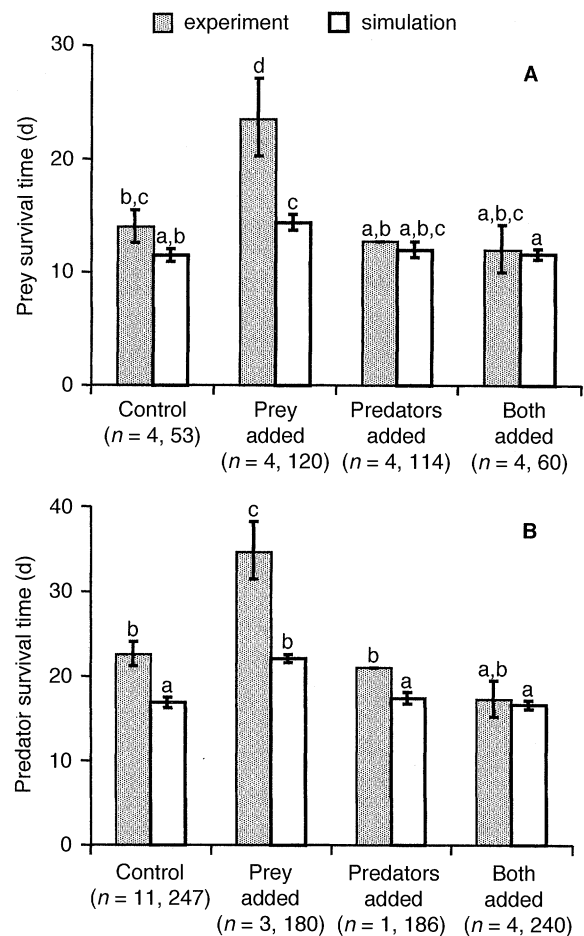 experiment simulation
A
30
20
10
0
Prey survival time (d)
b,c
a,b
d
c
a,b
a,b,c
a,b,c
a
Control
(n = 4, 53)
Prey
added
(n = 4, 120)
Predators
added
(n = 4, 114)
Both
added
(n = 4, 60)
B
40
30
20
10
0
Predator survival time (d)
b
a
c
b
b
a
a,b
a
Control
(n = 11, 247)
Prey
added
(n = 3, 180)
Predators
added
(n = 1, 186)
Both
added
(n = 4, 240)